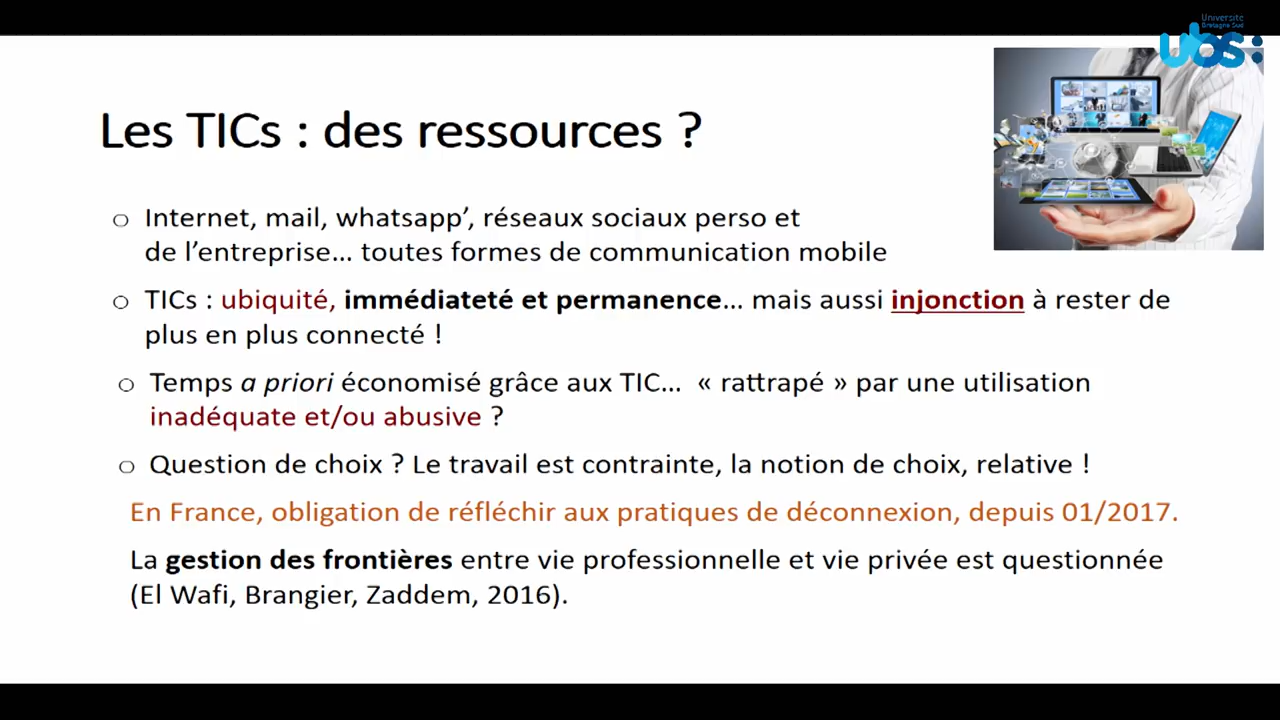 Université
Bretagne Sud
ubs:
Les TICs : des ressources ?
o Internet, mail, whatsapp’, réseaux sociaux perso et
de l’entreprise… toutes formes de communication mobile
o TICs : ubiquité, immédiateté et permanence… mais aussi injonction à rester de
plus en plus connecté !
o Temps a priori économisé grâce aux TIC… « rattrapé » par une utilisation
inadéquate et/ou abusive ?
o Question de choix ? Le travail est contrainte, la notion de choix, relative !
En France, obligation de réfléchir aux pratiques de déconnexion, depuis 01/2017.
La gestion des frontières entre vie professionnelle et vie privée est questionnée
(El Wafi, Brangier, Zaddem, 2016).